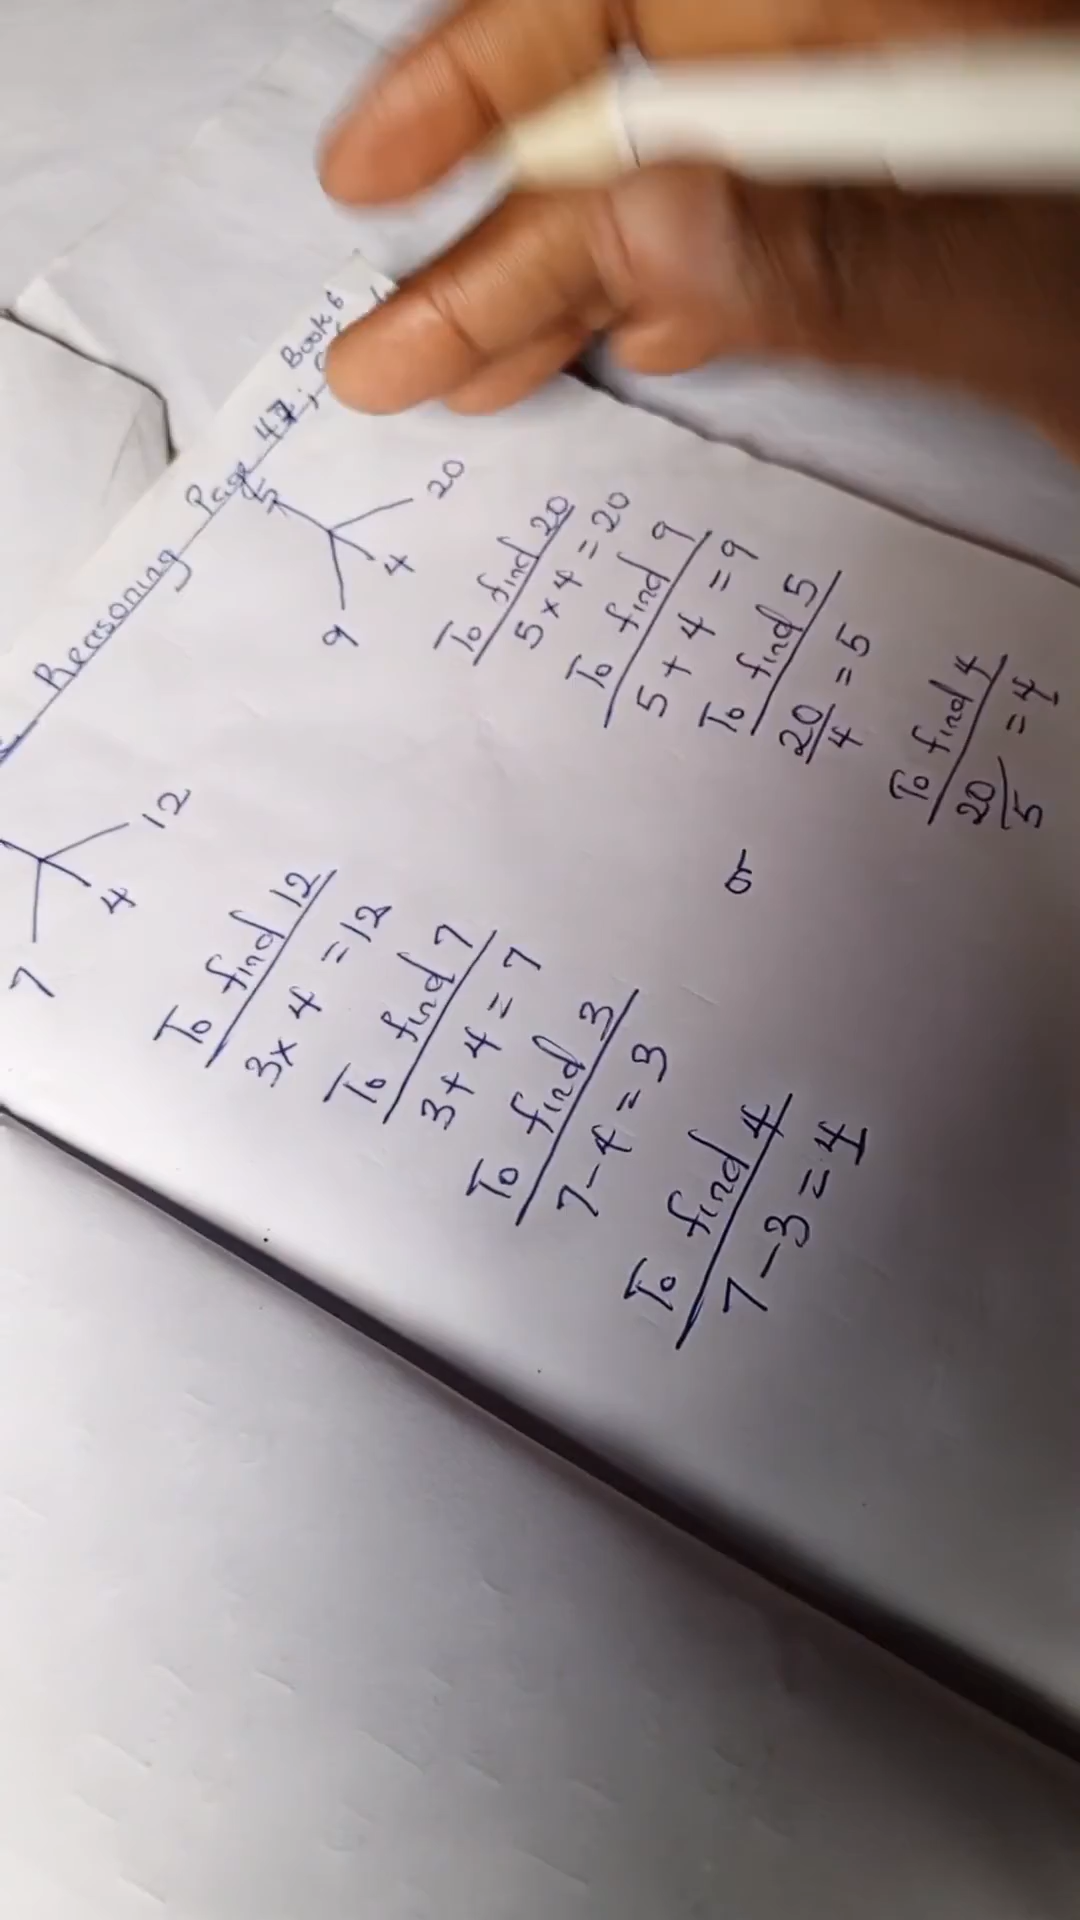 Reasoning Page 47; Book 6
5 20
9 4
To find 20
5 × 4 = 20
To find 9
5 + 4 = 9
To find 5
20/4 = 5
To find 4
20/5 = 4
or
12
7 4
To find 12
3 × 4 = 12
To find 7
3 + 4 = 7
To find 3
7 - 4 = 3
To find 4
7 - 3 = 4